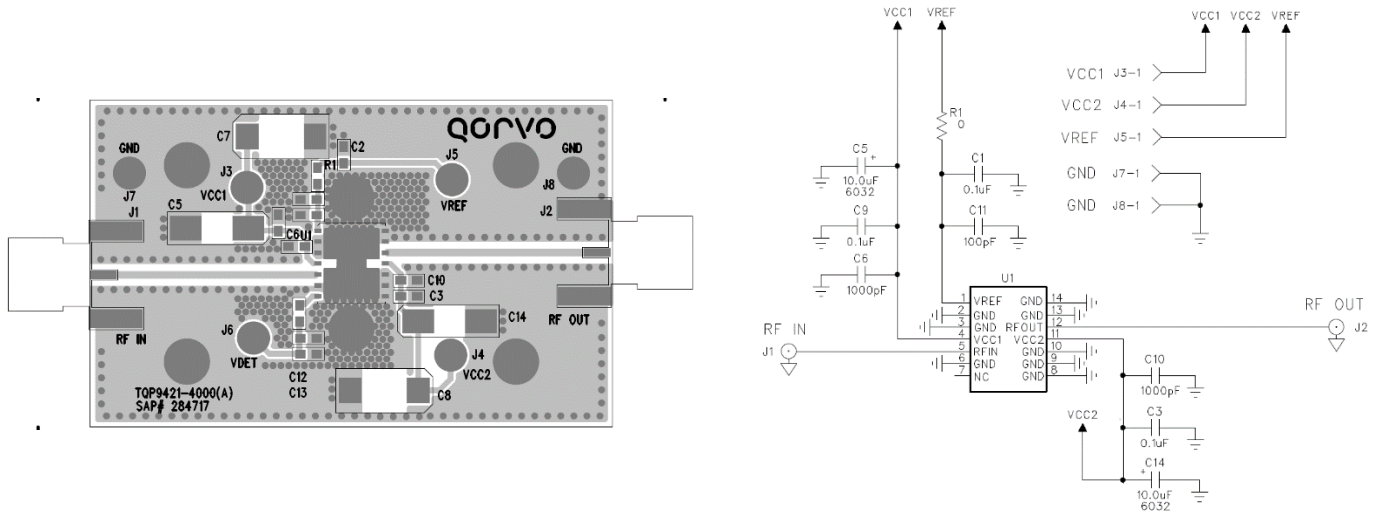 QORVO
C7
C2
GND
J3
R1
J5
GND
J7
VCC1
VREF
J8
J1
C5
J2
C6
U1
C10
C3
C14
RF IN
J6
RF OUT
VDET
J4
VCC2
C12
C13
C8
TQP9421-4000(A)
SAP# 284717
VCC1 VREF
VCC1 VCC2 VREF
VCC1 J3-1
VCC2 J4-1
VREF J5-1
GND J7-1
GND J8-1
R1
0
C5
+
10.0uF
6032
C1
0.1uF
C9
0.1uF
C11
100pF
C6
1000pF
U1
1 VREF GND 14
2 GND GND 13
3 GND RFOUT 12
4 VCC1 VCC2 11
5 RFIN GND 10
6 GND GND 9
7 NC GND 8
RF IN
J1
RF OUT
J2
C10
1000pF
C3
0.1uF
VCC2
+ C14
10.0uF
6032